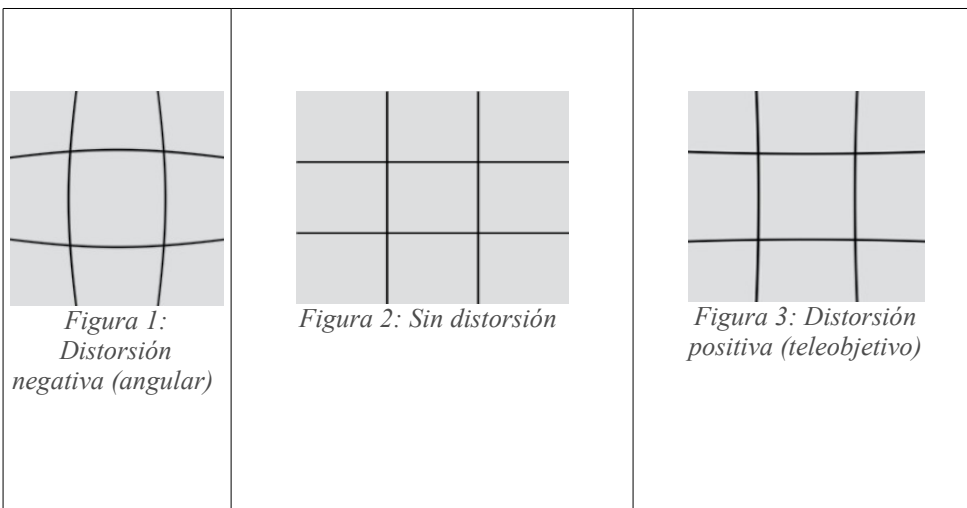 Figura 1:
Distorsión
negativa (angular)
Figura 2: Sin distorsión
Figura 3: Distorsión
positiva (teleobjetivo)